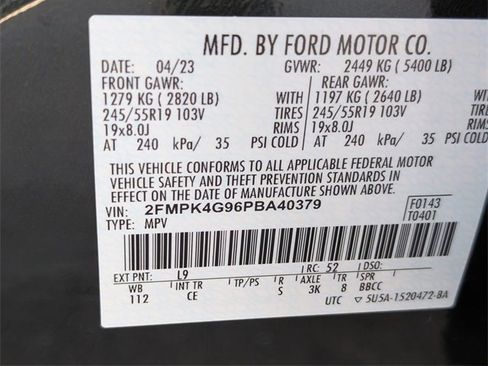 MFD. BY FORD MOTOR CO.
DATE: 04/23 GVWR: 2449 KG ( 5400 LB)
FRONT GAWR: REAR GAWR:
1279 KG ( 2820 LB) WITH 1197 KG ( 2640 LB) WITH
245/55R19 103V TIRES 245/55R19 103V TIRES
19x8.0J RIMS 19x8.0J RIMS
AT 240 kPa/ 35 PSI COLD AT 240 kPa/ 35 PSI COLD
THIS VEHICLE CONFORMS TO ALL APPLICABLE FEDERAL MOTOR
VEHICLE SAFETY AND THEFT PREVENTION STANDARDS IN
EFFECT ON THE DATE OF MANUFACTURE SHOWN ABOVE.
VIN: 2FMPK4G96PBA40379 F0143
TYPE: MPV T0401
EXT PNT: L9 RC: 52 DSO:
WB INT TR TP/PS R AXLE TR SPR
112 CE S 3K 8 BBCC
UTC ▽ 5U5A-1520472-BA